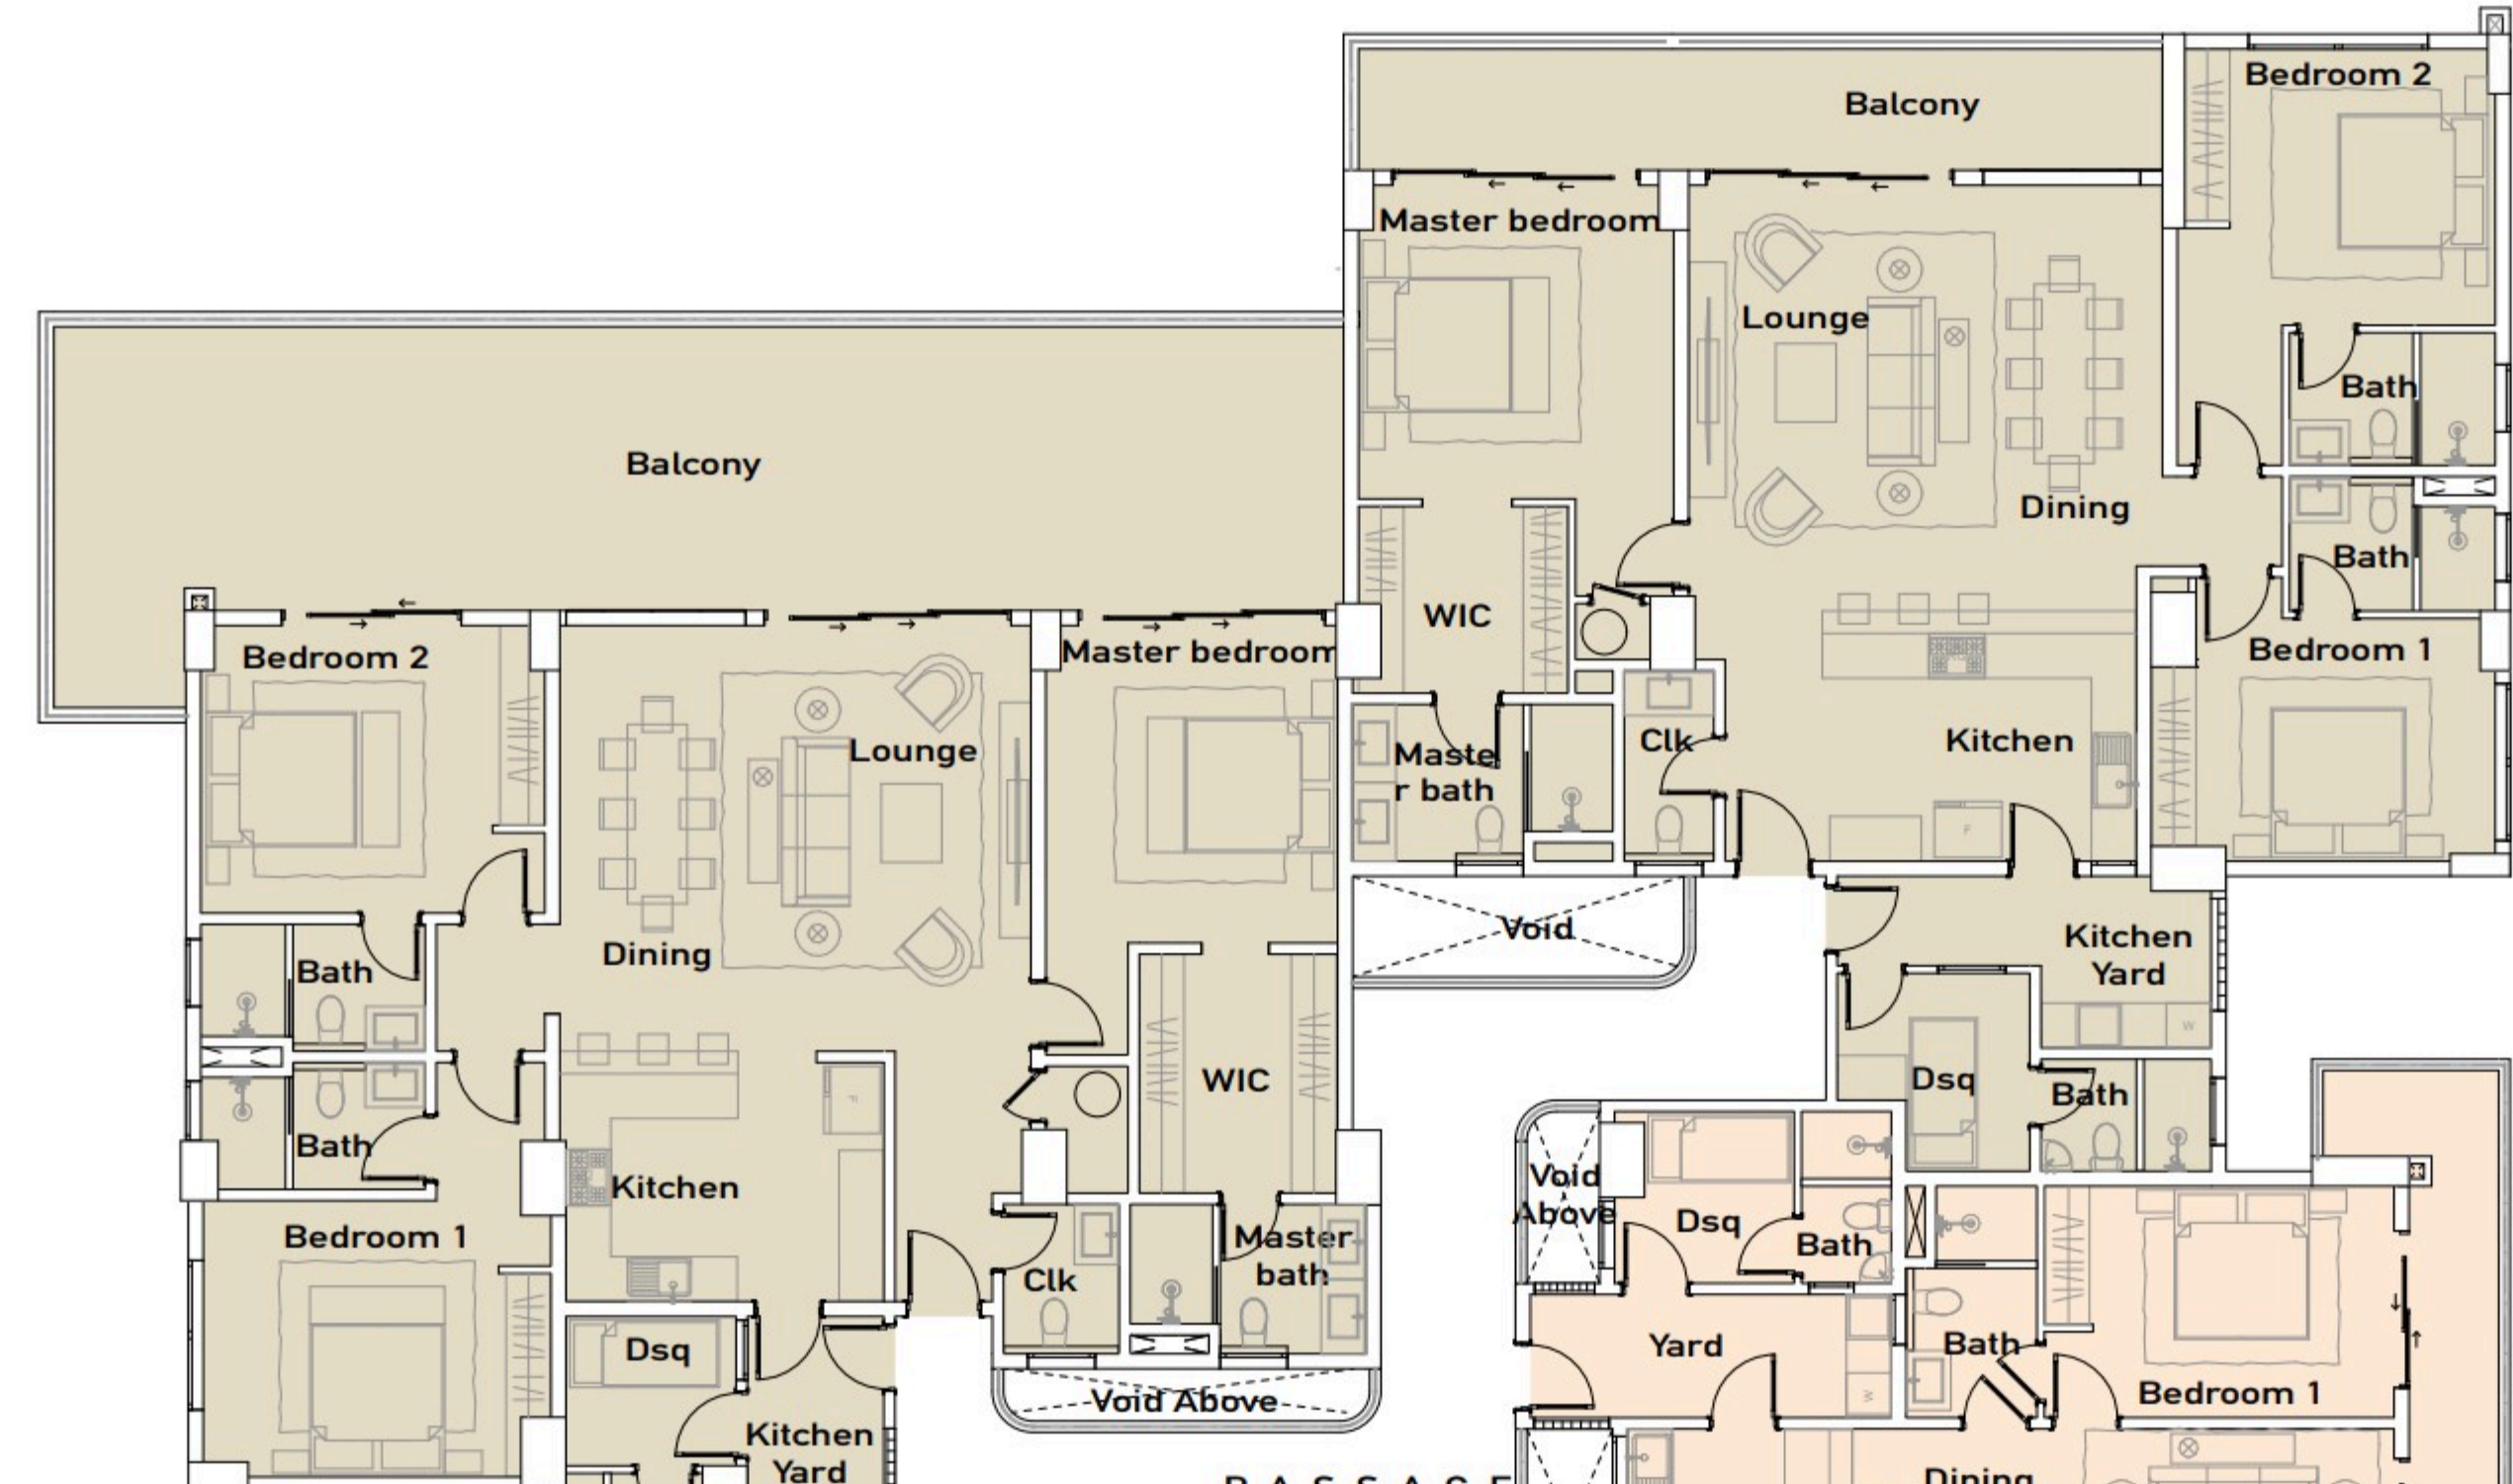 Bedroom 2
Balcony
Master bedroom
Lounge
Bath
Balcony
Dining
Bath
WIC
Bedroom 2
Master bedroom
Bedroom 1
Lounge
Clk
Kitchen
Maste
r bath
F
Void
Kitchen
Yard
Dining
Bath
W
WIC
Dsq
Bath
Bath
F
Void
Above
Kitchen
Dsq
Bath
Bedroom 1
Master
bath
Clk
Dsq
Yard
Bath
W
Bedroom 1
Void Above
Kitchen
Yard
PASSAGE
Dining